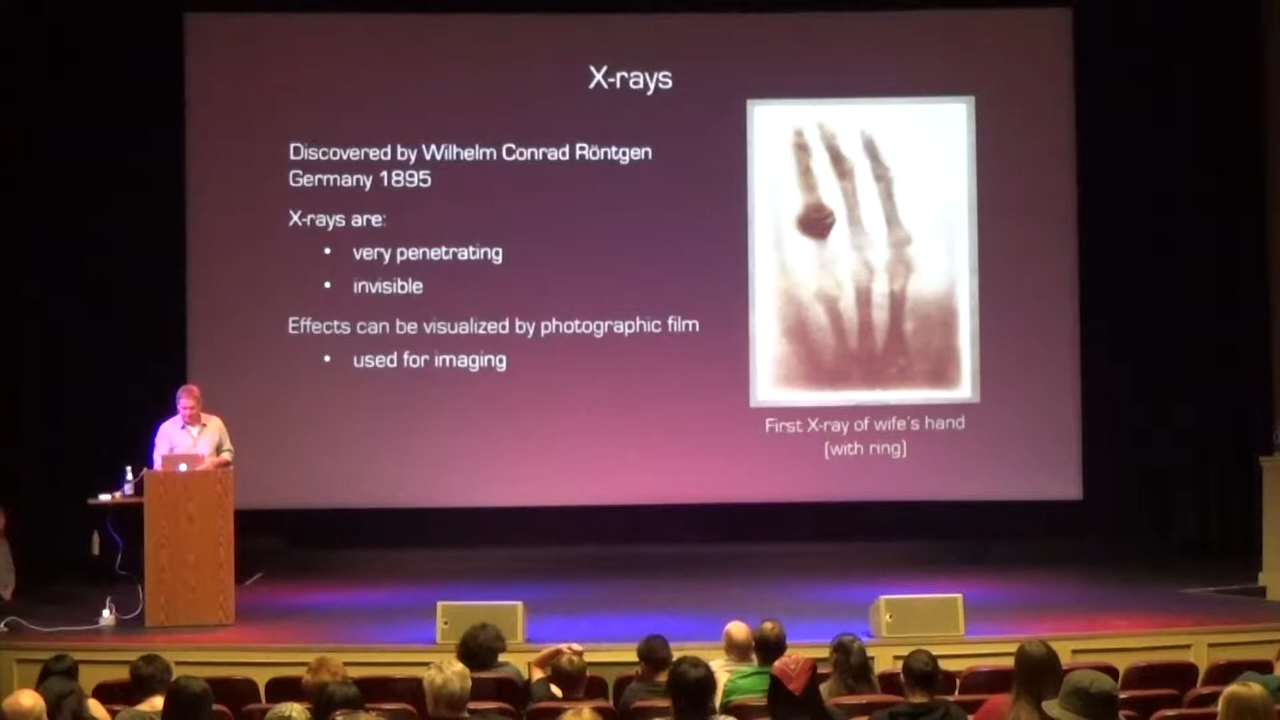 X-rays
Discovered by Wilhelm Conrad Röntgen
Germany 1895
X-rays are:
• very penetrating
• invisible
Effects can be visualized by photographic film
• used for imaging
First X-ray of wife's hand
(with ring)